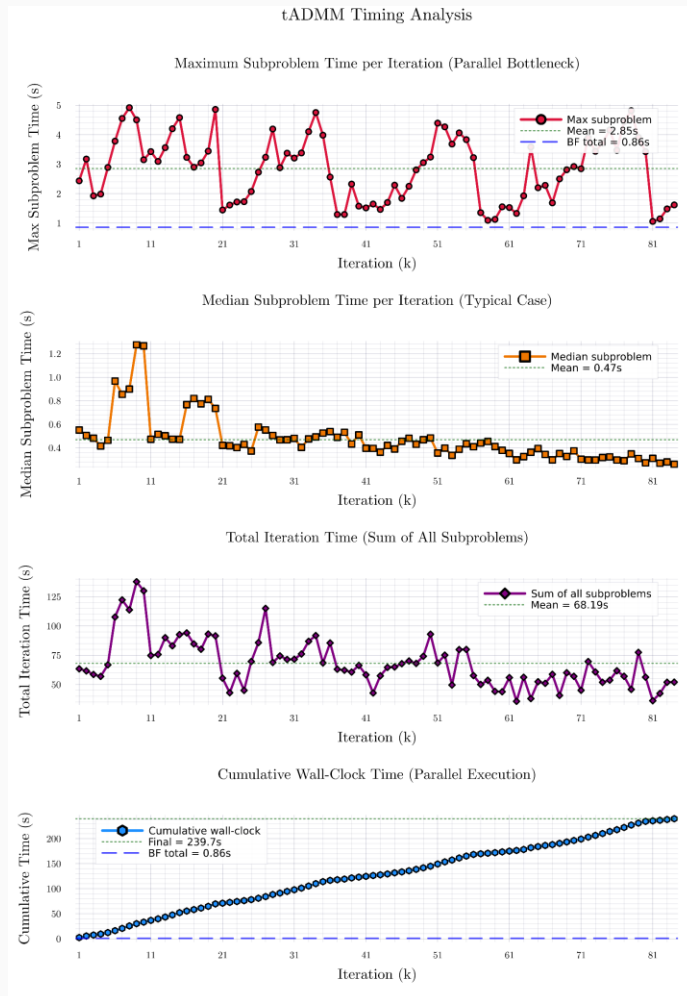 tADMM Timing Analysis
Maximum Subproblem Time per Iteration (Parallel Bottleneck)
Max Subproblem Time (s)
5
4
3
2
1
Max subproblem
Mean = 2.85s
BF total = 0.86s
1 11 21 31 41 51 61 71 81
Iteration (k)
Median Subproblem Time per Iteration (Typical Case)
Median Subproblem Time (s)
1.2
1.0
0.8
0.6
0.4
Median subproblem
Mean = 0.47s
1 11 21 31 41 51 61 71 81
Iteration (k)
Total Iteration Time (Sum of All Subproblems)
Total Iteration Time (s)
125
100
75
50
Sum of all subproblems
Mean = 68.19s
1 11 21 31 41 51 61 71 81
Iteration (k)
Cumulative Wall-Clock Time (Parallel Execution)
Cumulative Time (s)
200
150
100
50
0
Cumulative wall-clock
Final = 239.7s
BF total = 0.86s
1 11 21 31 41 51 61 71 81
Iteration (k)